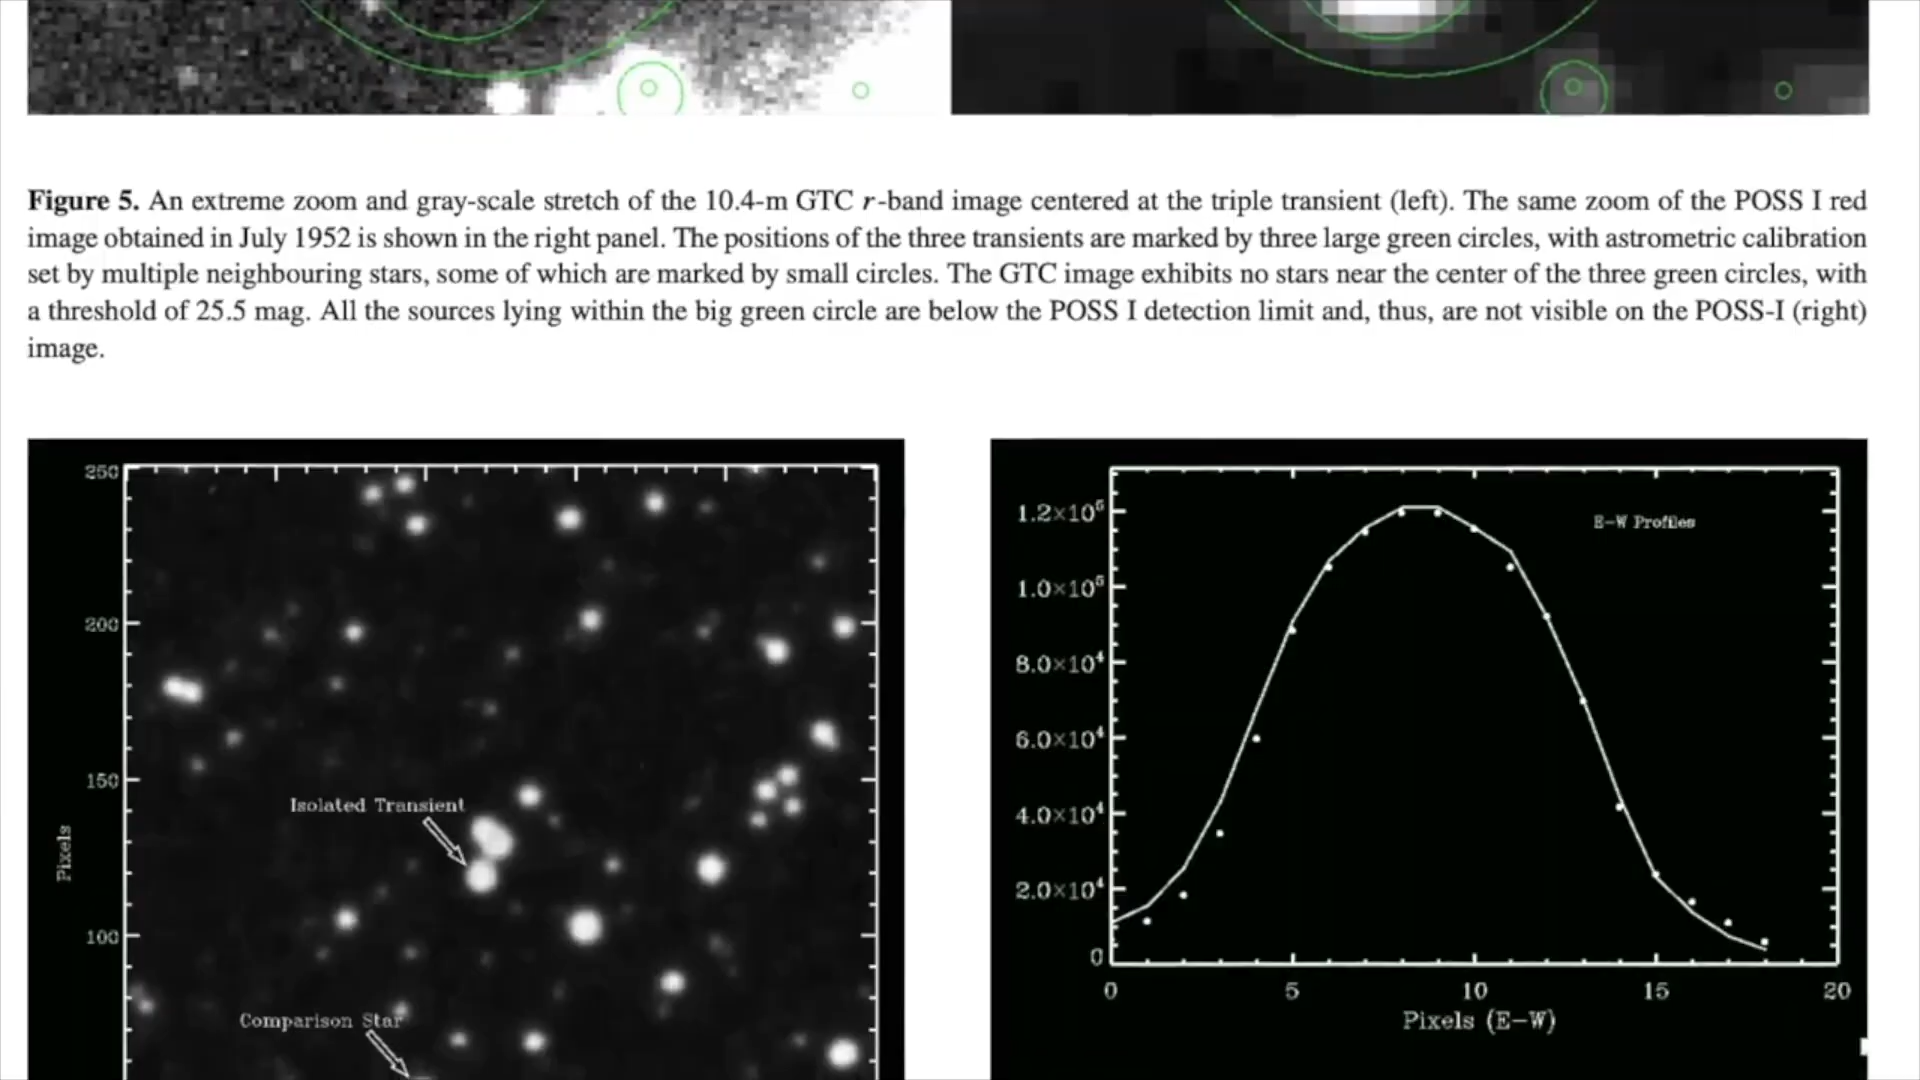 Figure 5. An extreme zoom and gray-scale stretch of the 10.4-m GTC r-band image centered at the triple transient (left). The same zoom of the POSS I red
image obtained in July 1952 is shown in the right panel. The positions of the three transients are marked by three large green circles, with astrometric calibration
set by multiple neighbouring stars, some of which are marked by small circles. The GTC image exhibits no stars near the center of the three green circles, with
a threshold of 25.5 mag. All the sources lying within the big green circle are below the POSS I detection limit and, thus, are not visible on the POSS-I (right)
image.
250
200
150
100
Pixels
Isolated Transient
Comparison Star
E-W Profiles
1.2×10⁵
1.0×10⁵
8.0×10⁴
6.0×10⁴
4.0×10⁴
2.0×10⁴
0
0 5 10 15 20
Pixels (E-W)